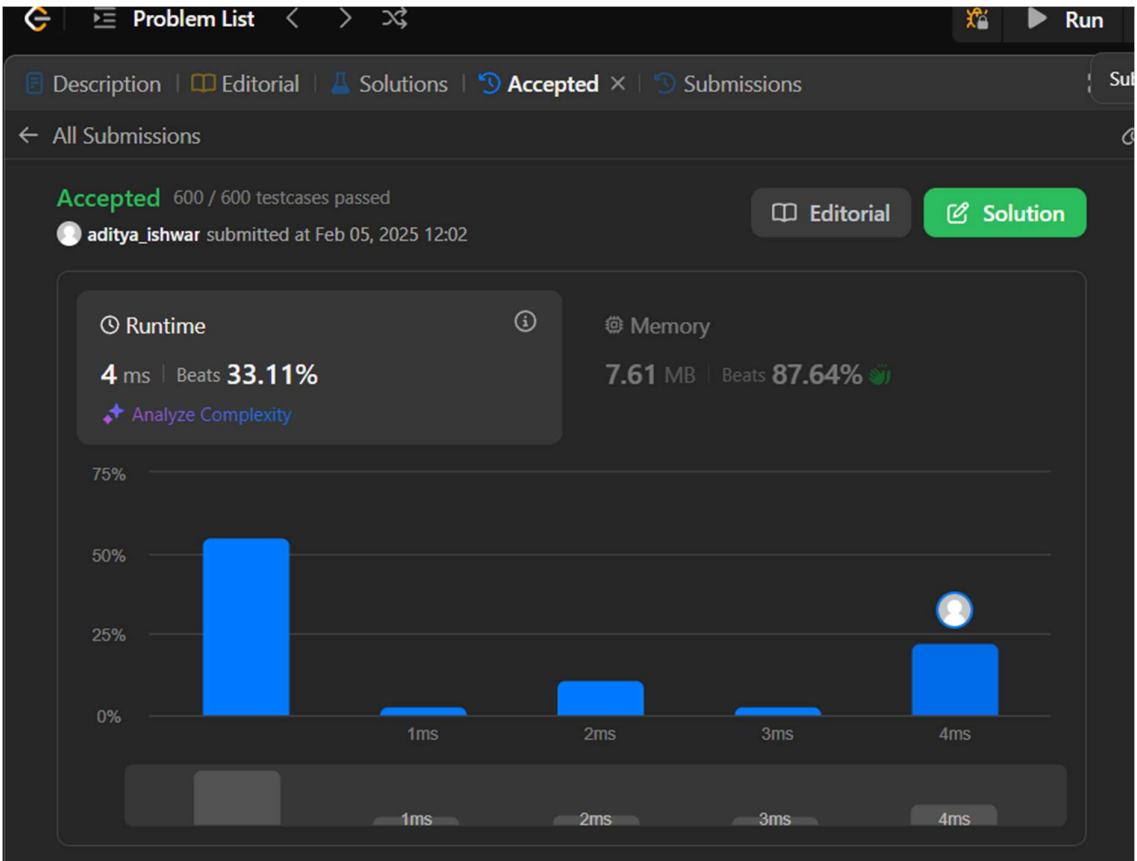 Problem List
Run
Description Editorial Solutions Accepted Submissions
Sub
All Submissions
Accepted 600 / 600 testcases passed
Editorial
Solution
aditya_ishwar submitted at Feb 05, 2025 12:02
Runtime
4 ms Beats 33.11%
Analyze Complexity
Memory
7.61 MB Beats 87.64%
75%
50%
25%
0%
1ms 2ms 3ms 4ms
1ms 2ms 3ms 4ms